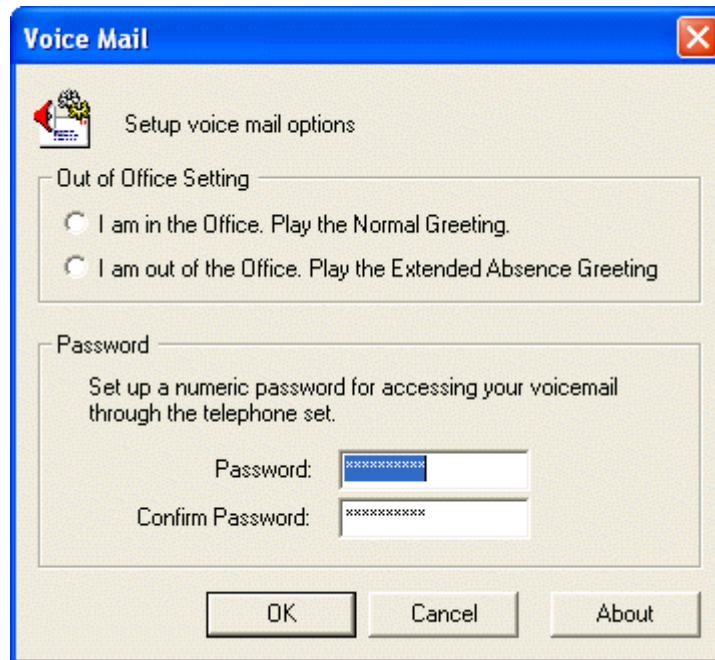 Voice Mail
Setup voice mail options
Out of Office Setting
I am in the Office. Play the Normal Greeting.
I am out of the Office. Play the Extended Absence Greeting
Password
Set up a numeric password for accessing your voicemail
through the telephone set.
Password: **********
Confirm Password: **********
OK Cancel About